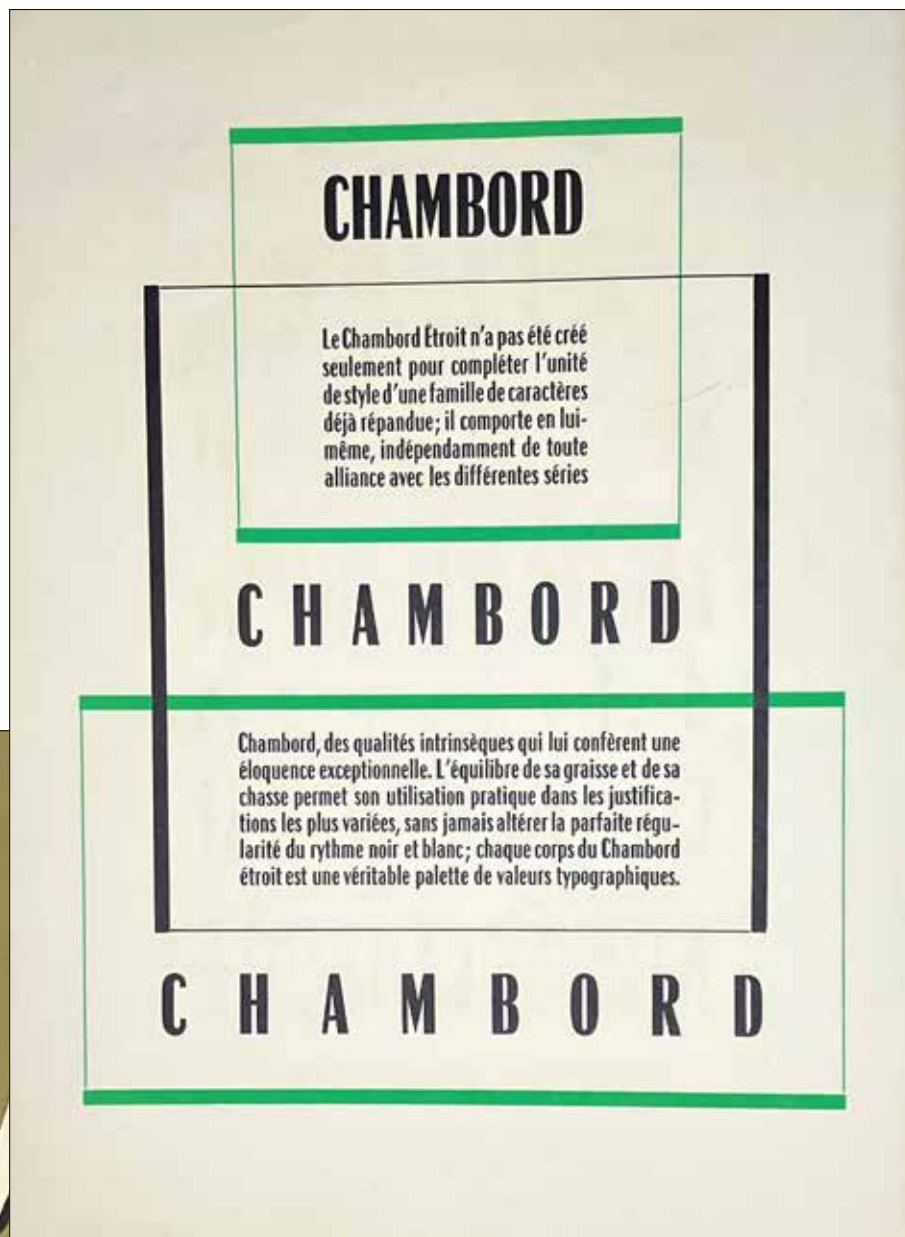 CHAMBORD
Le Chambord Étroit n'a pas été créé
seulement pour compléter l'unité
de style d'une famille de caractères
déjà répandue; il comporte en lui-
même, indépendamment de toute
alliance avec les différentes séries
CHAMBORD
Chambord, des qualités intrinsèques qui lui confèrent une
éloquence exceptionnelle. L'équilibre de sa graisse et de sa
chasse permet son utilisation pratique dans les justifica-
tions les plus variées, sans jamais altérer la parfaite régu-
larité du rythme noir et blanc; chaque corps du Chambord
étroit est une véritable palette de valeurs typographiques.
CHAMBORD